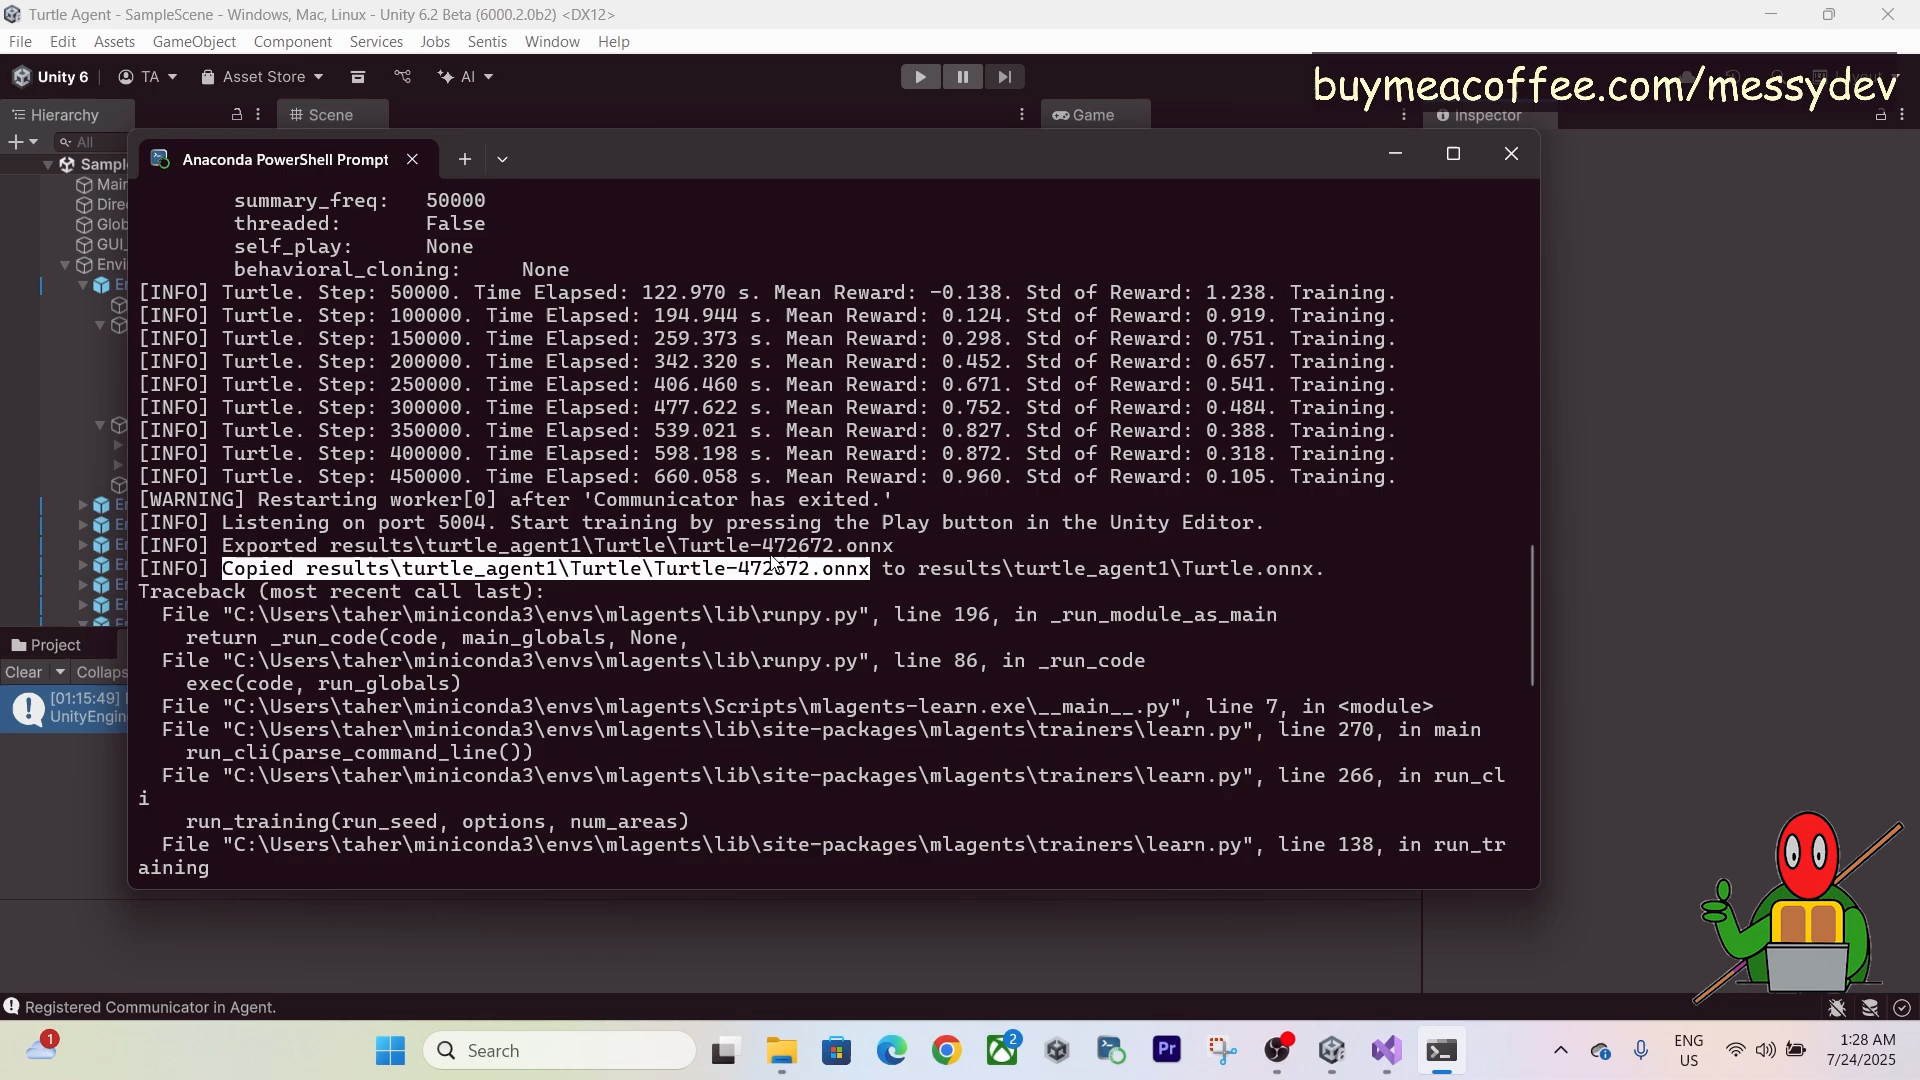 Turtle Agent - SampleScene - Windows, Mac, Linux - Unity 6.2 Beta (6000.2.0b2) <DX12>
File Edit Assets GameObject Component Services Jobs Sentis Window Help
Unity 6 TA Asset Store AI
buymeacoffee.com/messydev
Hierarchy Scene Game Inspector
All
Anaconda PowerShell Prompt
Sampl
Main
Direc
Glob
GUI_
Envi
summary_freq: 50000
threaded: False
self_play: None
behavioral_cloning: None
[INFO] Turtle. Step: 50000. Time Elapsed: 122.970 s. Mean Reward: -0.138. Std of Reward: 1.238. Training.
[INFO] Turtle. Step: 100000. Time Elapsed: 194.944 s. Mean Reward: 0.124. Std of Reward: 0.919. Training.
[INFO] Turtle. Step: 150000. Time Elapsed: 259.373 s. Mean Reward: 0.298. Std of Reward: 0.751. Training.
[INFO] Turtle. Step: 200000. Time Elapsed: 342.320 s. Mean Reward: 0.452. Std of Reward: 0.657. Training.
[INFO] Turtle. Step: 250000. Time Elapsed: 406.460 s. Mean Reward: 0.671. Std of Reward: 0.541. Training.
[INFO] Turtle. Step: 300000. Time Elapsed: 477.622 s. Mean Reward: 0.752. Std of Reward: 0.484. Training.
[INFO] Turtle. Step: 350000. Time Elapsed: 539.021 s. Mean Reward: 0.827. Std of Reward: 0.388. Training.
[INFO] Turtle. Step: 400000. Time Elapsed: 598.198 s. Mean Reward: 0.872. Std of Reward: 0.318. Training.
[INFO] Turtle. Step: 450000. Time Elapsed: 660.058 s. Mean Reward: 0.960. Std of Reward: 0.105. Training.
[WARNING] Restarting worker[0] after 'Communicator has exited.'
[INFO] Listening on port 5004. Start training by pressing the Play button in the Unity Editor.
[INFO] Exported results\turtle_agent1\Turtle\Turtle-472672.onnx
[INFO] Copied results\turtle_agent1\Turtle\Turtle-472672.onnx to results\turtle_agent1\Turtle.onnx.
Traceback (most recent call last):
File "C:\Users\taher\miniconda3\envs\mlagents\lib\runpy.py", line 196, in _run_module_as_main
return _run_code(code, main_globals, None,
File "C:\Users\taher\miniconda3\envs\mlagents\lib\runpy.py", line 86, in _run_code
exec(code, run_globals)
File "C:\Users\taher\miniconda3\envs\mlagents\Scripts\mlagents-learn.exe\__main__.py", line 7, in <module>
File "C:\Users\taher\miniconda3\envs\mlagents\lib\site-packages\mlagents\trainers\learn.py", line 270, in main
run_cli(parse_command_line())
File "C:\Users\taher\miniconda3\envs\mlagents\lib\site-packages\mlagents\trainers\learn.py", line 266, in run_cl
i
run_training(run_seed, options, num_areas)
File "C:\Users\taher\miniconda3\envs\mlagents\lib\site-packages\mlagents\trainers\learn.py", line 138, in run_tr
aining
Project
Clear Collaps
[01:15:49]
UnityEngin
Registered Communicator in Agent.
1 Search 2 Pr ENG
US
1:28 AM
7/24/2025